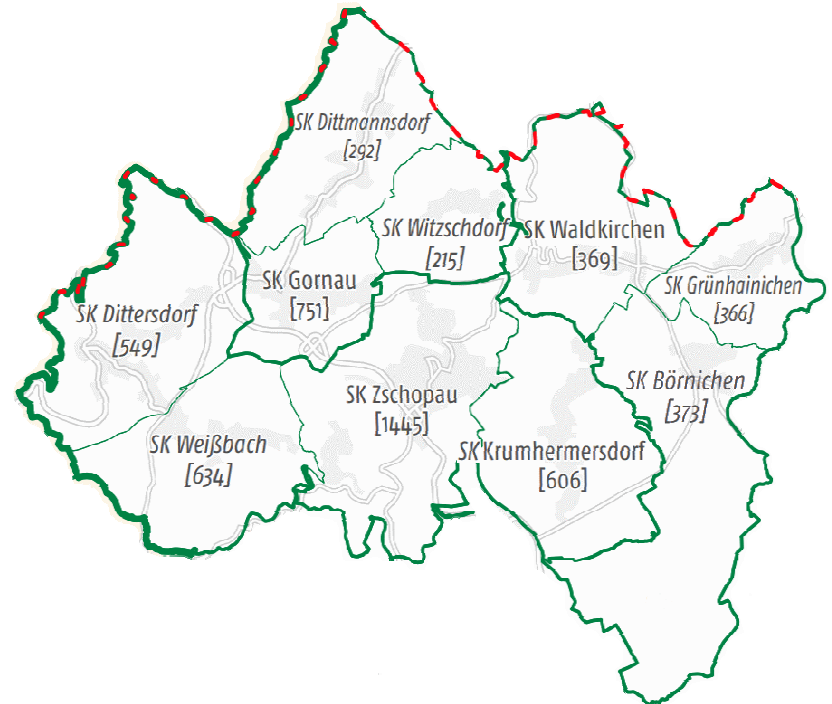 SK Dittmannsdorf
[292]
SK Witzschdorf
[215]
SK Waldkirchen
[369]
SK Gornau
[751]
SK Grünhainichen
[366]
SK Dittersdorf
[549]
SK Zschopau
[1445]
SK Börnichen
[373]
SK Weißbach
[634]
SK Krumhermersdorf
[606]